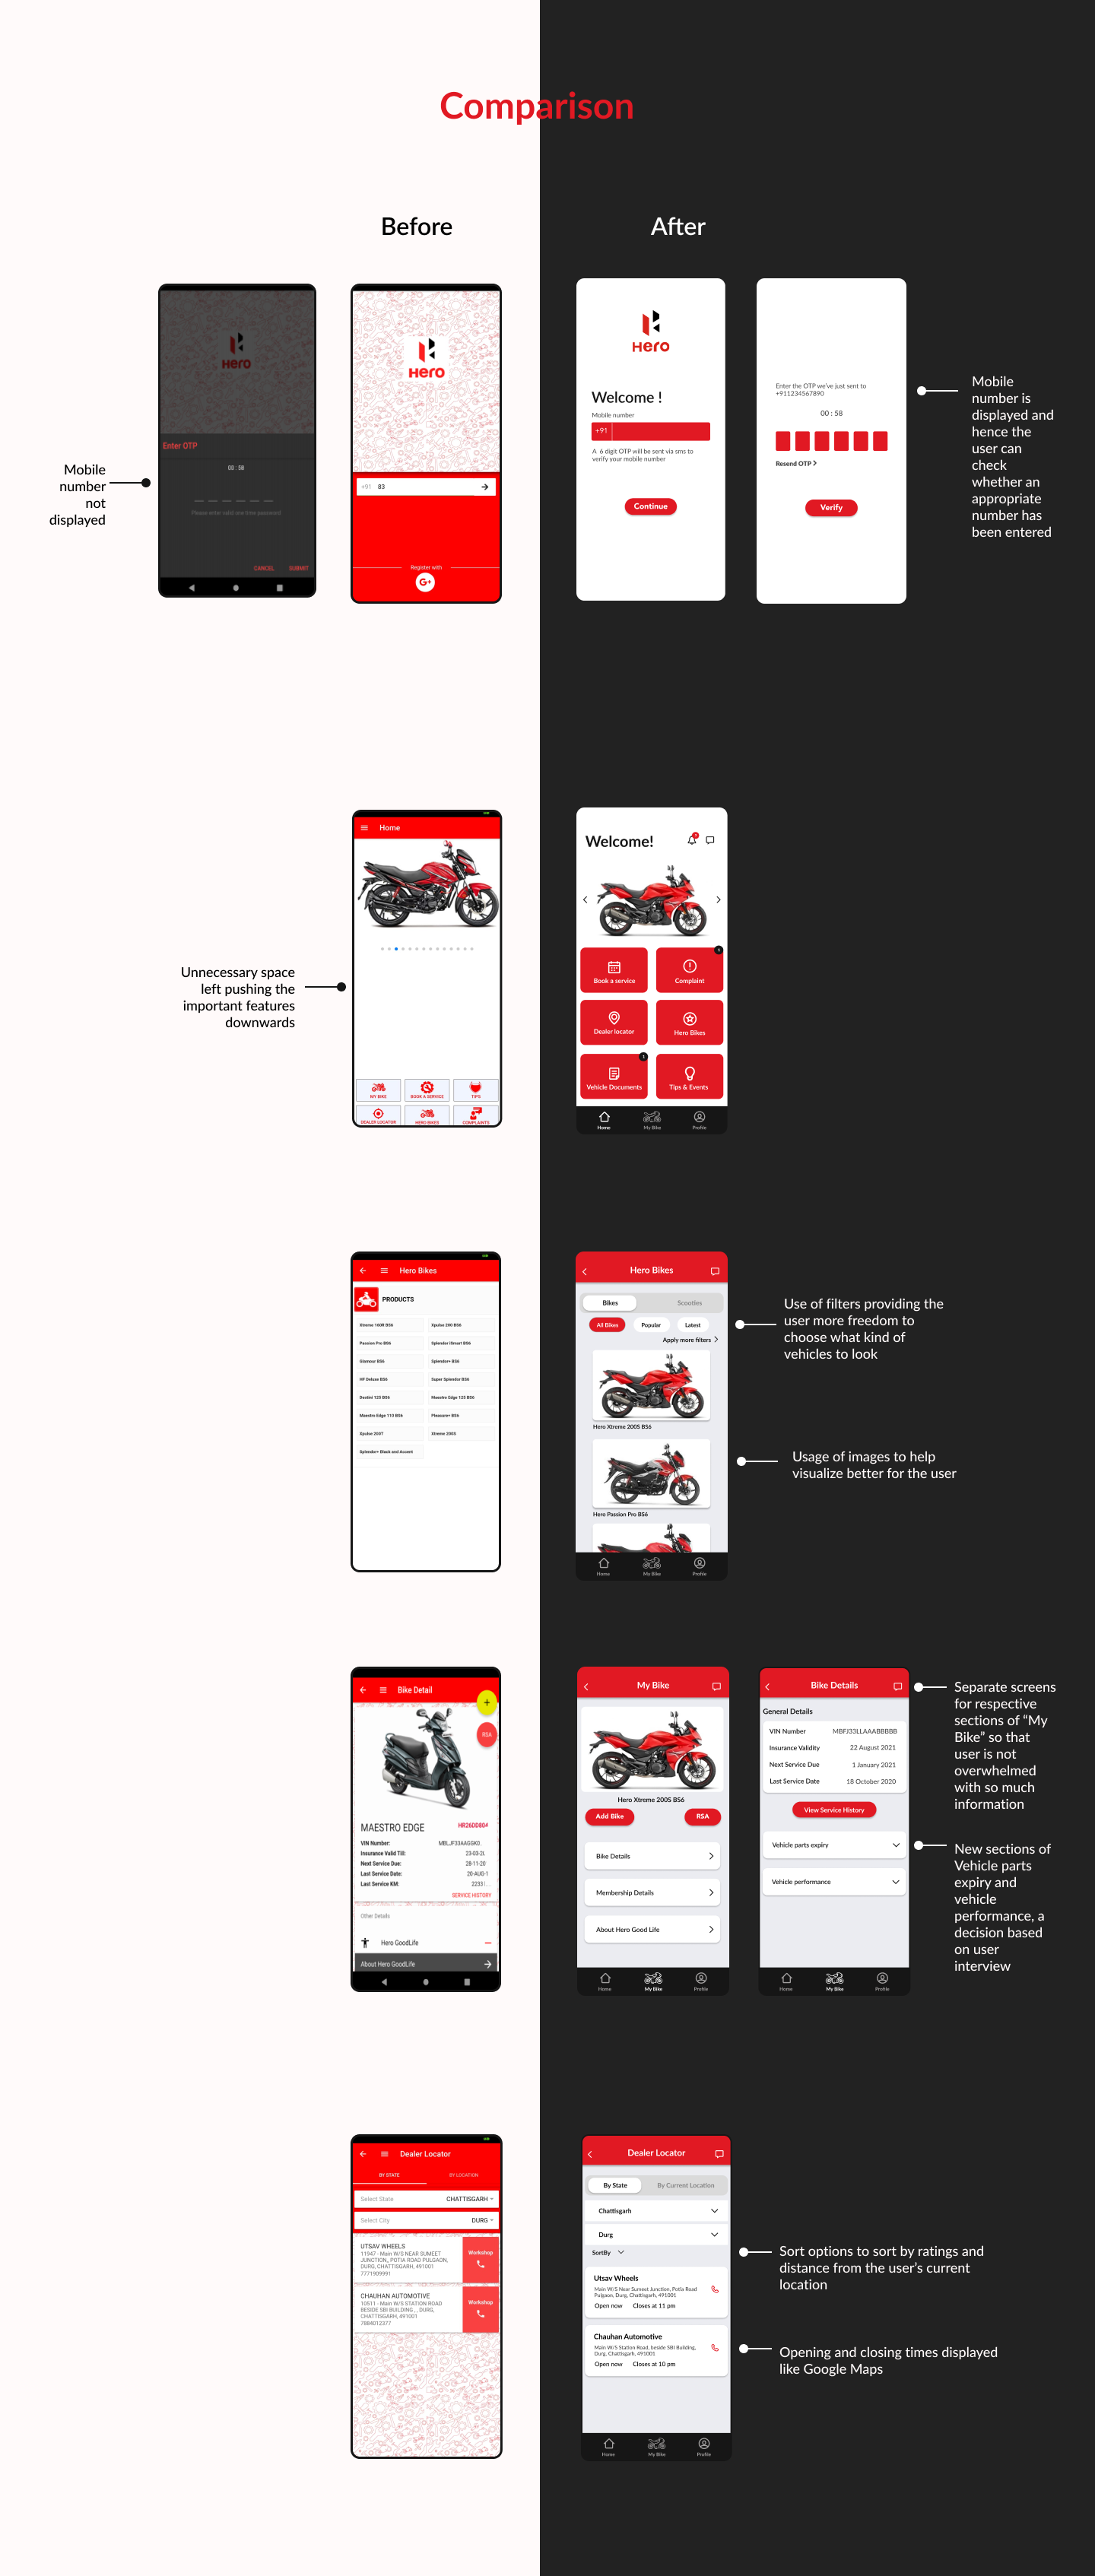 Comparison
Before
After
Hero
Enter OTP
00 : 58
Please enter valid one time password
CANCEL
SUBMIT
Mobile
number
not
displayed
Hero
+91
83
Register with
G+
Hero
Welcome !
Mobile number
+91
A 6 digit OTP will be sent via sms to
verify your mobile number
Continue
Enter the OTP we've just sent to
+911234567890
00 : 58
Resend OTP
Verify
Mobile
number is
displayed and
hence the
user can
check
whether an
appropriate
number has
been entered
Home
MY BIKE
BOOK A SERVICE
TIPS
DEALER LOCATOR
HERO BIKES
COMPLAINTS
Unnecessary space
left pushing the
important features
downwards
Welcome!
Book a service
Complaint
Dealer locator
Hero Bikes
Vehicle Documents
Tips & Events
Home
My Bike
Profile
Hero Bikes
PRODUCTS
Xtreme 160R BS6
Xpulse 200 BS6
Passion Pro BS6
Splendor iSmart BS6
Glamour BS6
Splendor+ BS6
HF Deluxe BS6
Super Splendor BS6
Destini 125 BS6
Maestro Edge 125 BS6
Maestro Edge 110 BS6
Pleasure+ BS6
Xpulse 200T
Xtreme 200S
Splendor+ Black and Accent
Hero Bikes
Bikes
Scooties
All Bikes
Popular
Latest
Apply more filters
Hero Xtreme 200S BS6
Hero Passion Pro BS6
Home
My Bike
Profile
Use of filters providing the
user more freedom to
choose what kind of
vehicles to look
Usage of images to help
visualize better for the user
Bike Detail
+
RSA
MAESTRO EDGE
HR26DD804
VIN Number:
MBLJF33AAGGK0
Insurance Valid Till:
23-03-2(
Next Service Due:
28-11-20
Last Service Date:
20-AUG-1
Last Service KM:
2233
SERVICE HISTORY
Other Details
Hero GoodLife
About Hero GoodLife
My Bike
Hero Xtreme 200S BS6
Add Bike
RSA
Bike Details
Membership Details
About Hero Good Life
Home
My Bike
Profile
Bike Details
General Details
VIN Number
MBFJ33LLAAABBBBB
Insurance Validity
22 August 2021
Next Service Due
1 January 2021
Last Service Date
18 October 2020
View Service History
Vehicle parts expiry
Vehicle performance
Home
My Bike
Profile
Separate screens
for respective
sections of “My
Bike” so that
user is not
overwhelmed
with so much
information
New sections of
Vehicle parts
expiry and
vehicle
performance, a
decision based
on user
interview
Dealer Locator
BY STATE
BY LOCATION
Select State
CHATTISGARH
Select City
DURG
UTSAV WHEELS
11947 - Main W/S NEAR SUMEET
JUNCTION,, POTIA ROAD PULGAON,
DURG, CHATTISGARH, 491001
7771909991
Workshop
CHAUHAN AUTOMOTIVE
10511 - Main W/S STATION ROAD
BESIDE SBI BUILDING , , DURG,
CHATTISGARH, 491001
7884012377
Workshop
Dealer Locator
By State
By Current Location
Chattisgarh
Durg
SortBy
Utsav Wheels
Main W/S Near Sumeet Junction, Potia Road
Pulgaon, Durg, Chattisgarh, 491001
Open now
Closes at 11 pm
Chauhan Automotive
Main W/S Station Road, beside SBI Building,
Durg, Chattisgarh, 491001
Open now
Closes at 10 pm
Home
My Bike
Profile
Sort options to sort by ratings and
distance from the user's current
location
Opening and closing times displayed
like Google Maps